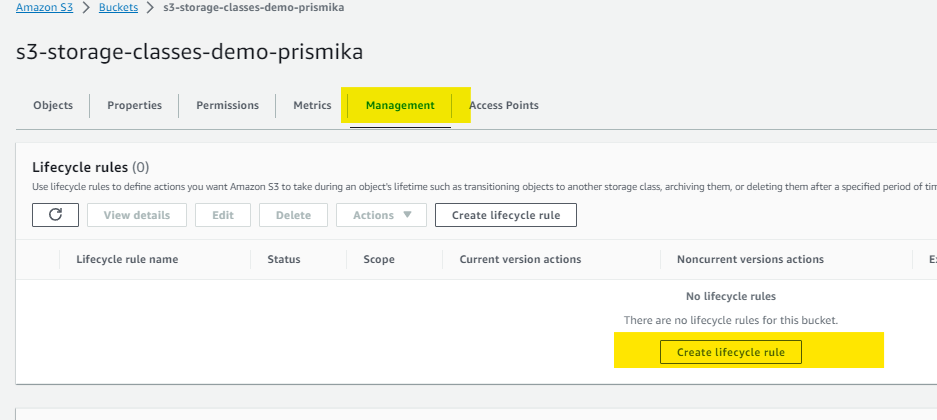 Amazon S3 > Buckets > s3-storage-classes-demo-prismika
s3-storage-classes-demo-prismika
Objects Properties Permissions Metrics Management Access Points
Lifecycle rules (0)
Use lifecycle rules to define actions you want Amazon S3 to take during an object's lifetime such as transitioning objects to another storage class, archiving them, or deleting them after a specified period of
View details Edit Delete Actions Create lifecycle rule
Lifecycle rule name Status Scope Current version actions Noncurrent versions actions
No lifecycle rules
There are no lifecycle rules for this bucket.
Create lifecycle rule